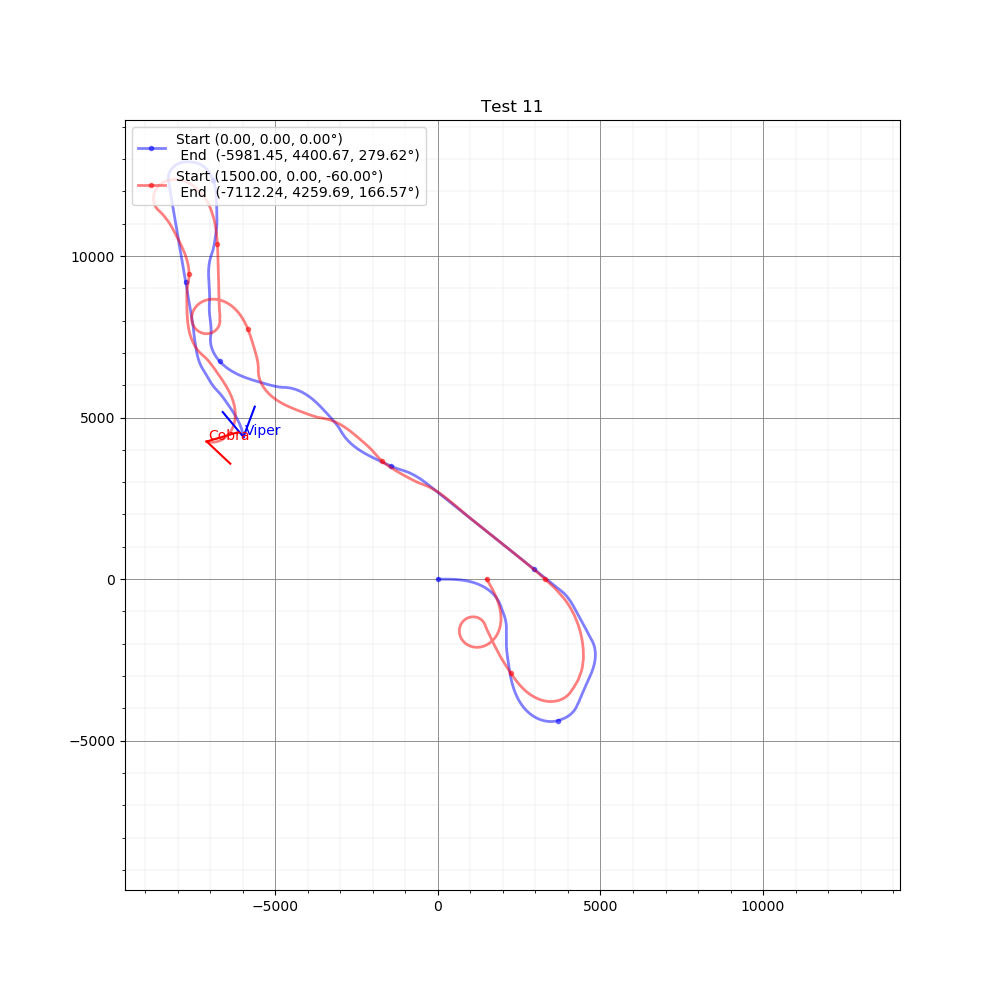 Test 11
Start (0.00, 0.00, 0.00°)
End (-5981.45, 4400.67, 279.62°)
Start (1500.00, 0.00, -60.00°)
End (-7112.24, 4259.69, 166.57°)
10000
5000
0
−5000
Cobra
Viper
−5000
0
5000
10000